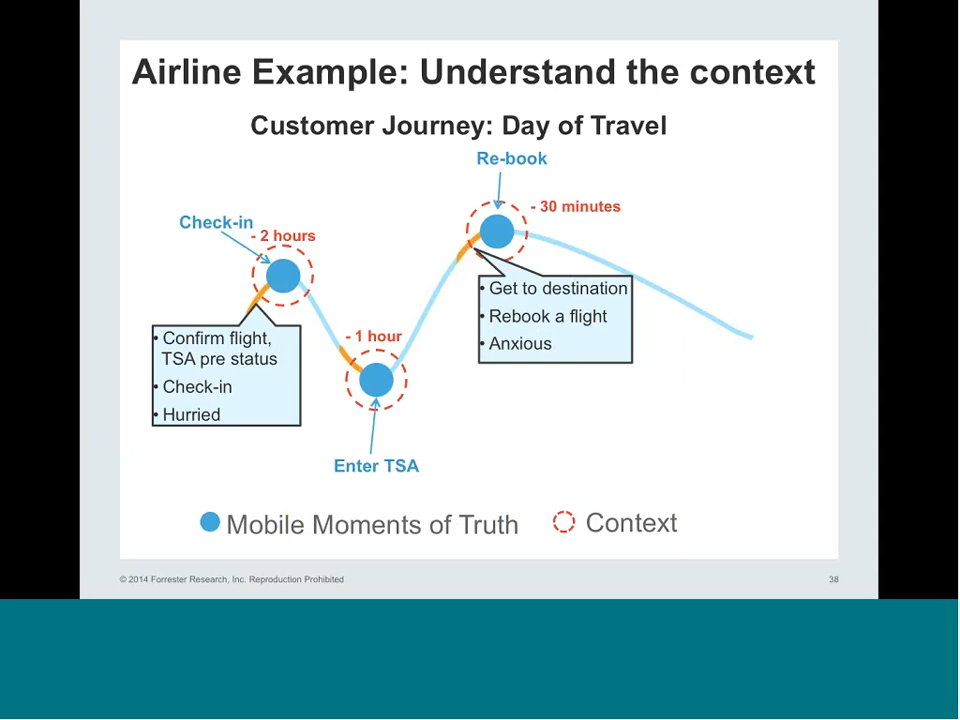 Airline Example: Understand the context
Customer Journey: Day of Travel
Re-book
- 30 minutes
Check-in
- 2 hours
• Get to destination
• Rebook a flight
• Anxious
- 1 hour
• Confirm flight,
TSA pre status
• Check-in
• Hurried
Enter TSA
Mobile Moments of Truth
Context
© 2014 Forrester Research, Inc. Reproduction Prohibited
38